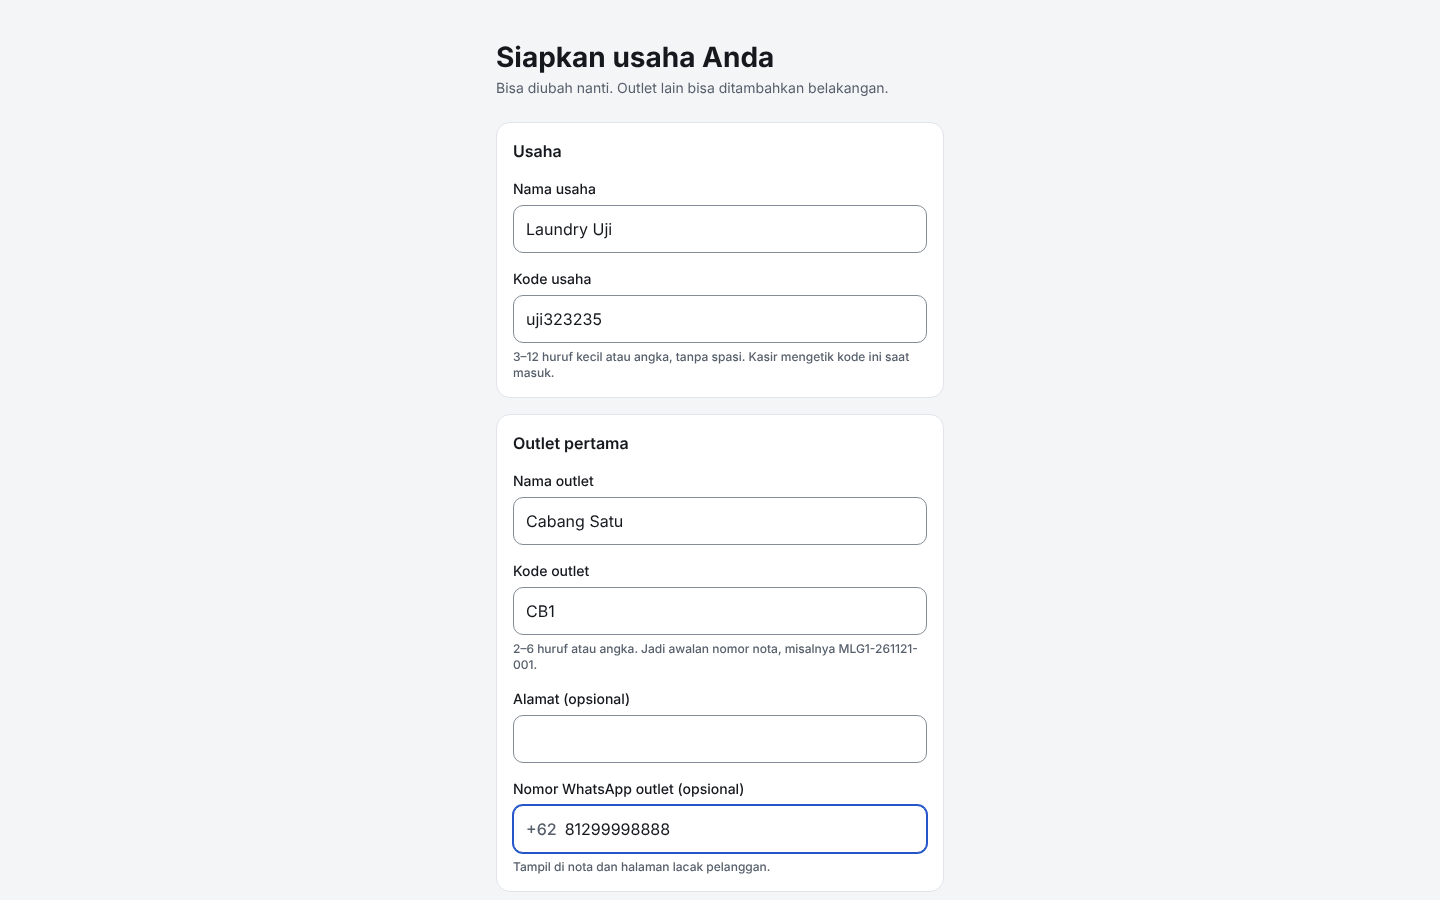 Siapkan usaha Anda
Bisa diubah nanti. Outlet lain bisa ditambahkan belakangan.
Usaha
Nama usaha
Laundry Uji
Kode usaha
uji323235
3–12 huruf kecil atau angka, tanpa spasi. Kasir mengetik kode ini saat
masuk.
Outlet pertama
Nama outlet
Cabang Satu
Kode outlet
CB1
2–6 huruf atau angka. Jadi awalan nomor nota, misalnya MLG1-261121-
001.
Alamat (opsional)
Nomor WhatsApp outlet (opsional)
+62 81299998888
Tampil di nota dan halaman lacak pelanggan.